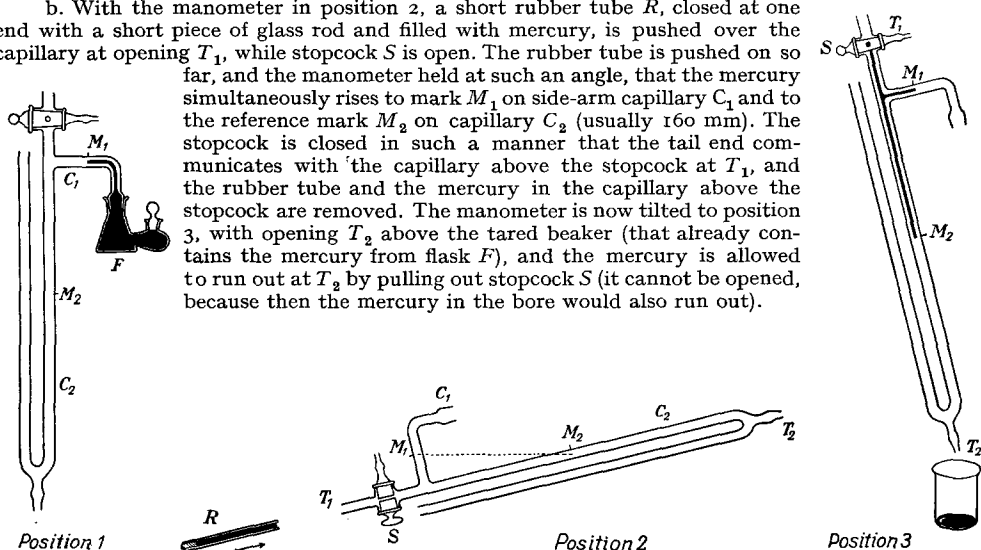 b. With the manometer in position 2, a short rubber tube R, closed at one
end with a short piece of glass rod and filled with mercury, is pushed over the
capillary at opening T₁, while stopcock S is open. The rubber tube is pushed on so
far, and the manometer held at such an angle, that the mercury
simultaneously rises to mark M₁ on side-arm capillary C₁ and to
the reference mark M₂ on capillary C₂ (usually 160 mm). The
stopcock is closed in such a manner that the tail end com-
municates with the capillary above the stopcock at T₁, and
the rubber tube and the mercury in the capillary above the
stopcock are removed. The manometer is now tilted to position
3, with opening T₂ above the tared beaker (that already con-
tains the mercury from flask F), and the mercury is allowed
to run out at T₂ by pulling out stopcock S (it cannot be opened,
because then the mercury in the bore would also run out).
M₁
C₁
F
M₂
C₂
Position 1
R
C₁
M₁
M₂
C₂
T₂
T₁
S
Position 2
T₁
S
M₁
M₂
T₂
Position 3